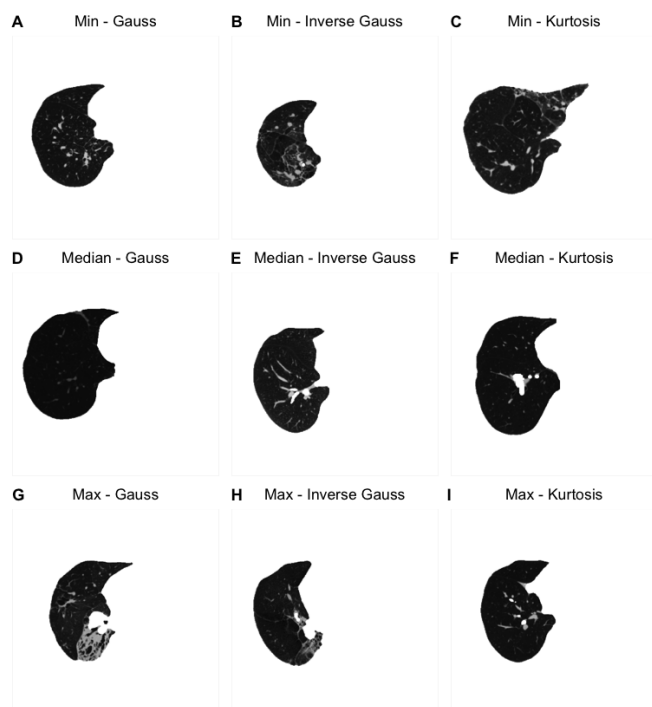 A Min - Gauss
B Min - Inverse Gauss
C Min - Kurtosis
D Median - Gauss
E Median - Inverse Gauss
F Median - Kurtosis
G Max - Gauss
H Max - Inverse Gauss
I Max - Kurtosis